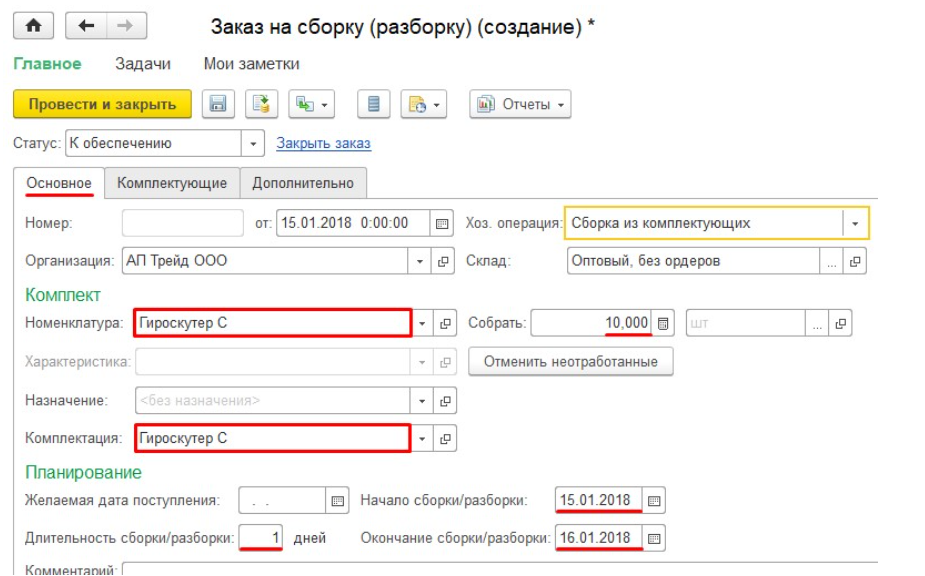 Заказ на сборку (разборку) (создание) *
Главное Задачи Мои заметки
Провести и закрыть Отчеты
Статус: К обеспечению Закрыть заказ
Основное Комплектующие Дополнительно
Номер: от: 15.01.2018 0:00:00 Хоз. операция: Сборка из комплектующих
Организация: АП Трейд ООО Склад: Оптовый, без ордеров ...
Комплект
Номенклатура: Гироскутер С Собрать: 10,000 шт ...
Характеристика: Отменить неотработанные
Назначение: <без назначения>
Комплектация: Гироскутер С
Планирование
Желаемая дата поступления: . . Начало сборки/разборки: 15.01.2018
Длительность сборки/разборки: 1 дней Окончание сборки/разборки: 16.01.2018
Комментарий: